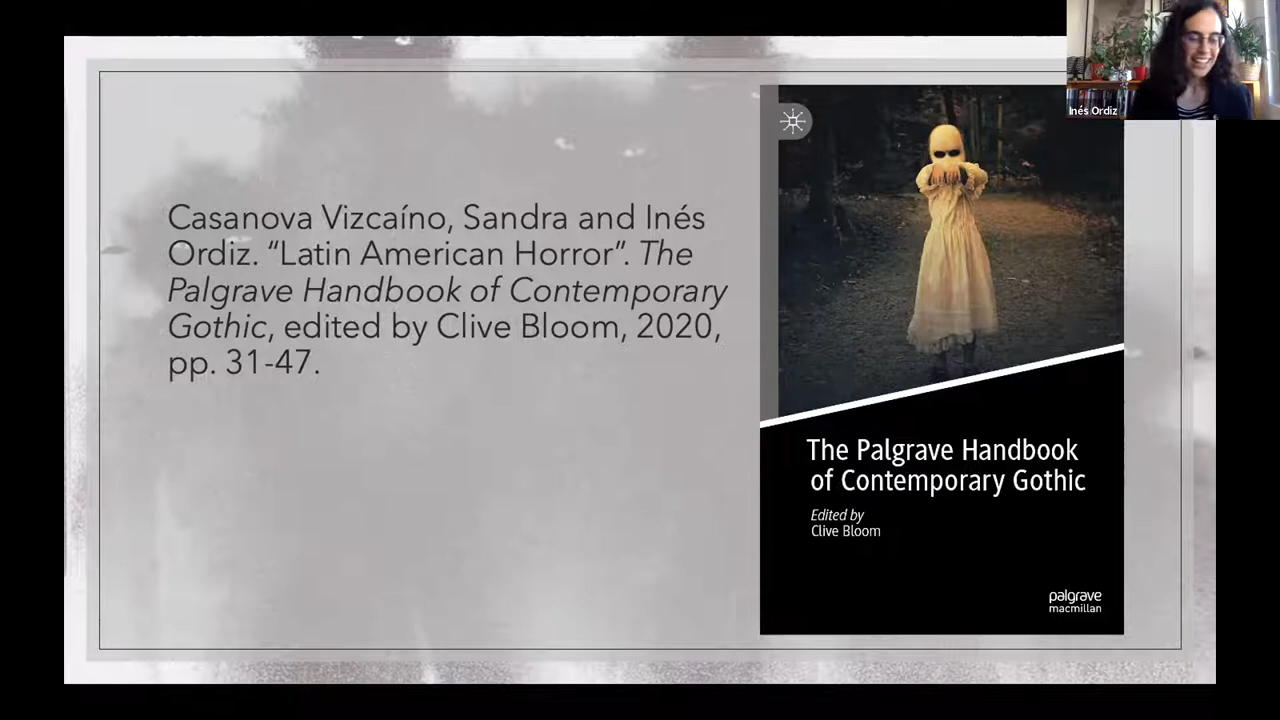 Inés Ordiz
Casanova Vizcaíno, Sandra and Inés
Ordiz. “Latin American Horror”. The
Palgrave Handbook of Contemporary
Gothic, edited by Clive Bloom, 2020,
pp. 31-47.
The Palgrave Handbook
of Contemporary Gothic
Edited by
Clive Bloom
palgrave
macmillan